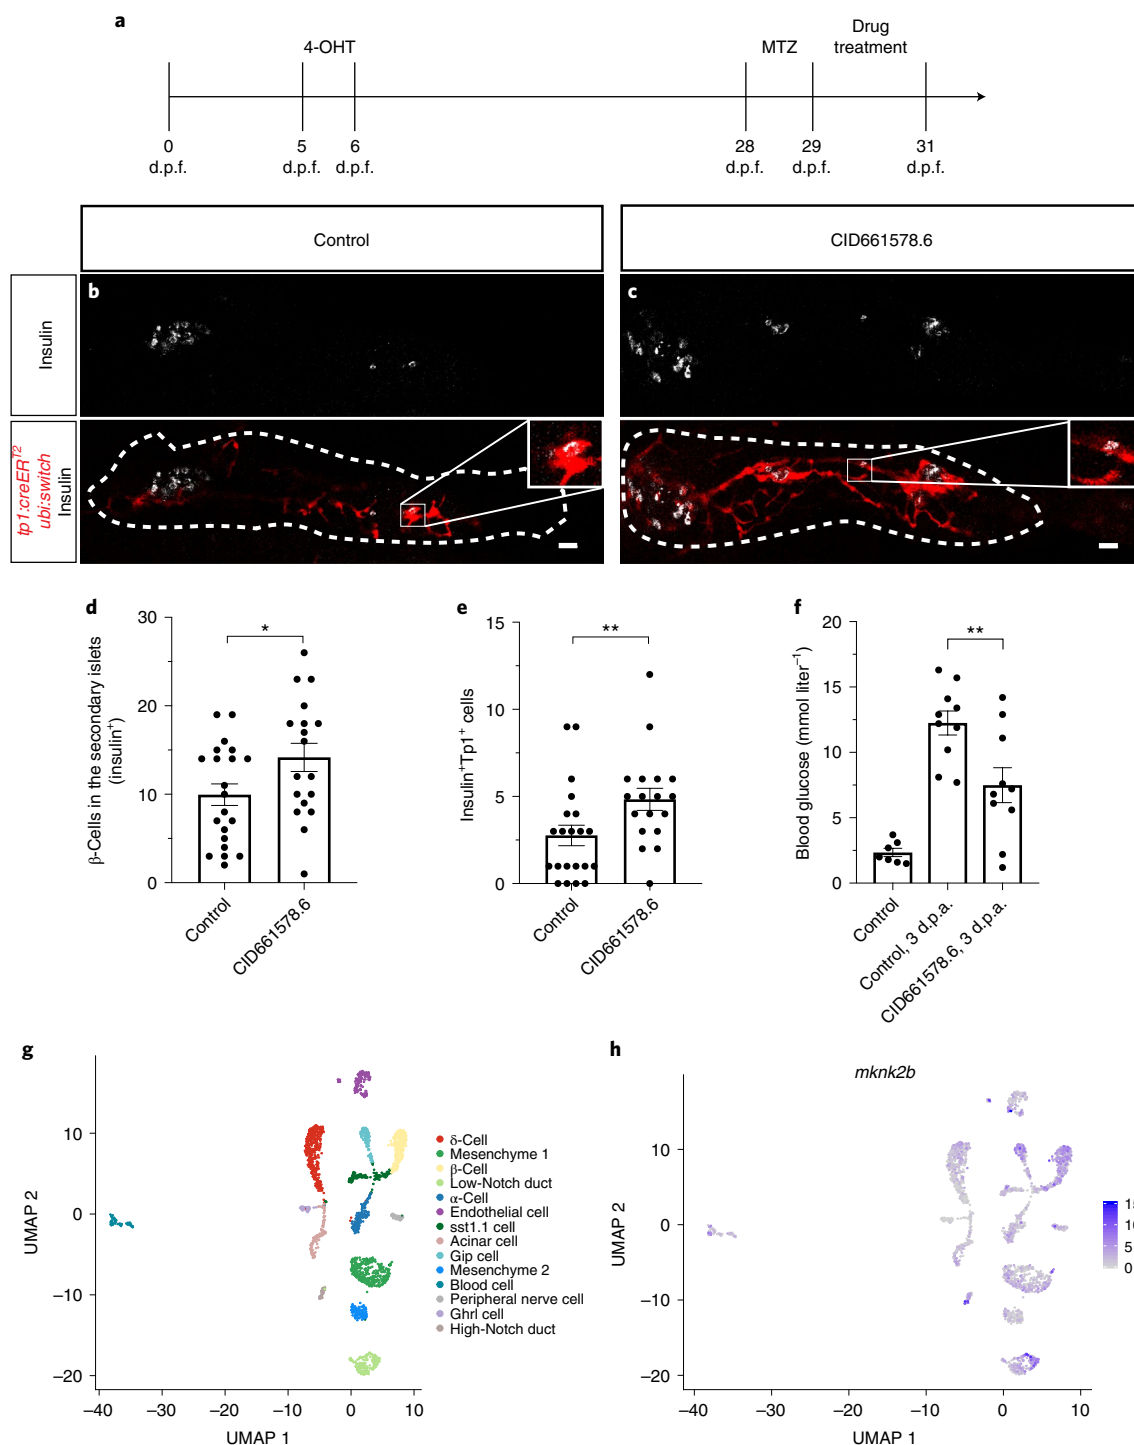 a
4-OHT
MTZ
Drug
treatment
0
d.p.f.
5
d.p.f.
6
d.p.f.
28
d.p.f.
29
d.p.f.
31
d.p.f.
Control
CID661578.6
Insulin
b
c
tp1:creERT2
ubi:switch
Insulin
d
β-Cells in the secondary islets
(insulin+)
30
20
10
0
*
Control
CID661578.6
e
Insulin+Tp1+ cells
15
10
5
0
**
Control
CID661578.6
f
Blood glucose (mmol liter−1)
20
15
10
5
0
**
Control
Control, 3 d.p.a.
CID661578.6, 3 d.p.a.
g
UMAP 2
10
0
−10
−20
−40
−30
−20
−10
0
10
UMAP 1
δ-Cell
Mesenchyme 1
β-Cell
Low-Notch duct
α-Cell
Endothelial cell
sst1.1 cell
Acinar cell
Gip cell
Mesenchyme 2
Blood cell
Peripheral nerve cell
Ghrl cell
High-Notch duct
h
mknk2b
UMAP 2
10
0
−10
−20
−40
−30
−20
−10
0
10
UMAP 1
15
10
5
0